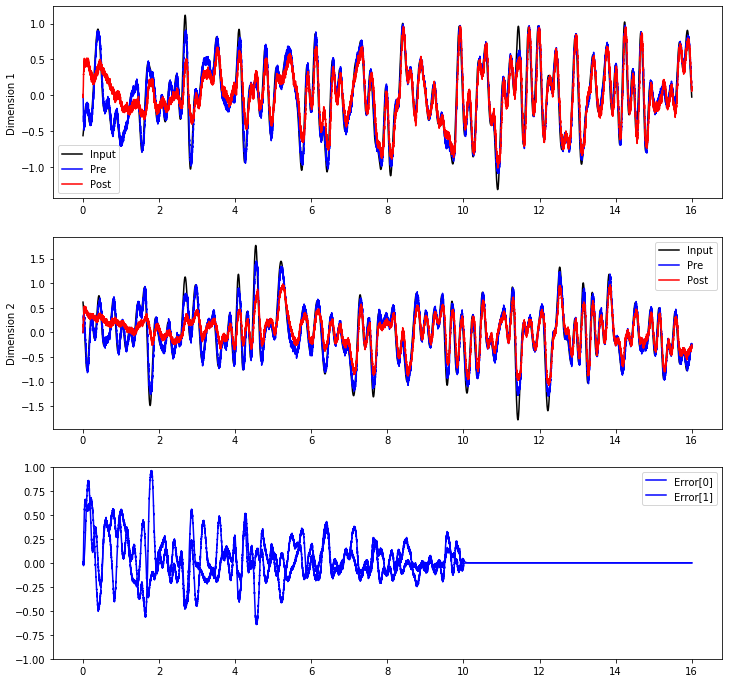 1.0
0.5
0.0
−0.5
−1.0
Dimension 1
Input
Pre
Post
0 2 4 6 8 10 12 14 16
1.5
1.0
0.5
0.0
−0.5
−1.0
−1.5
Dimension 2
Input
Pre
Post
0 2 4 6 8 10 12 14 16
1.00
0.75
0.50
0.25
0.00
−0.25
−0.50
−0.75
−1.00
Error[0]
Error[1]
0 2 4 6 8 10 12 14 16